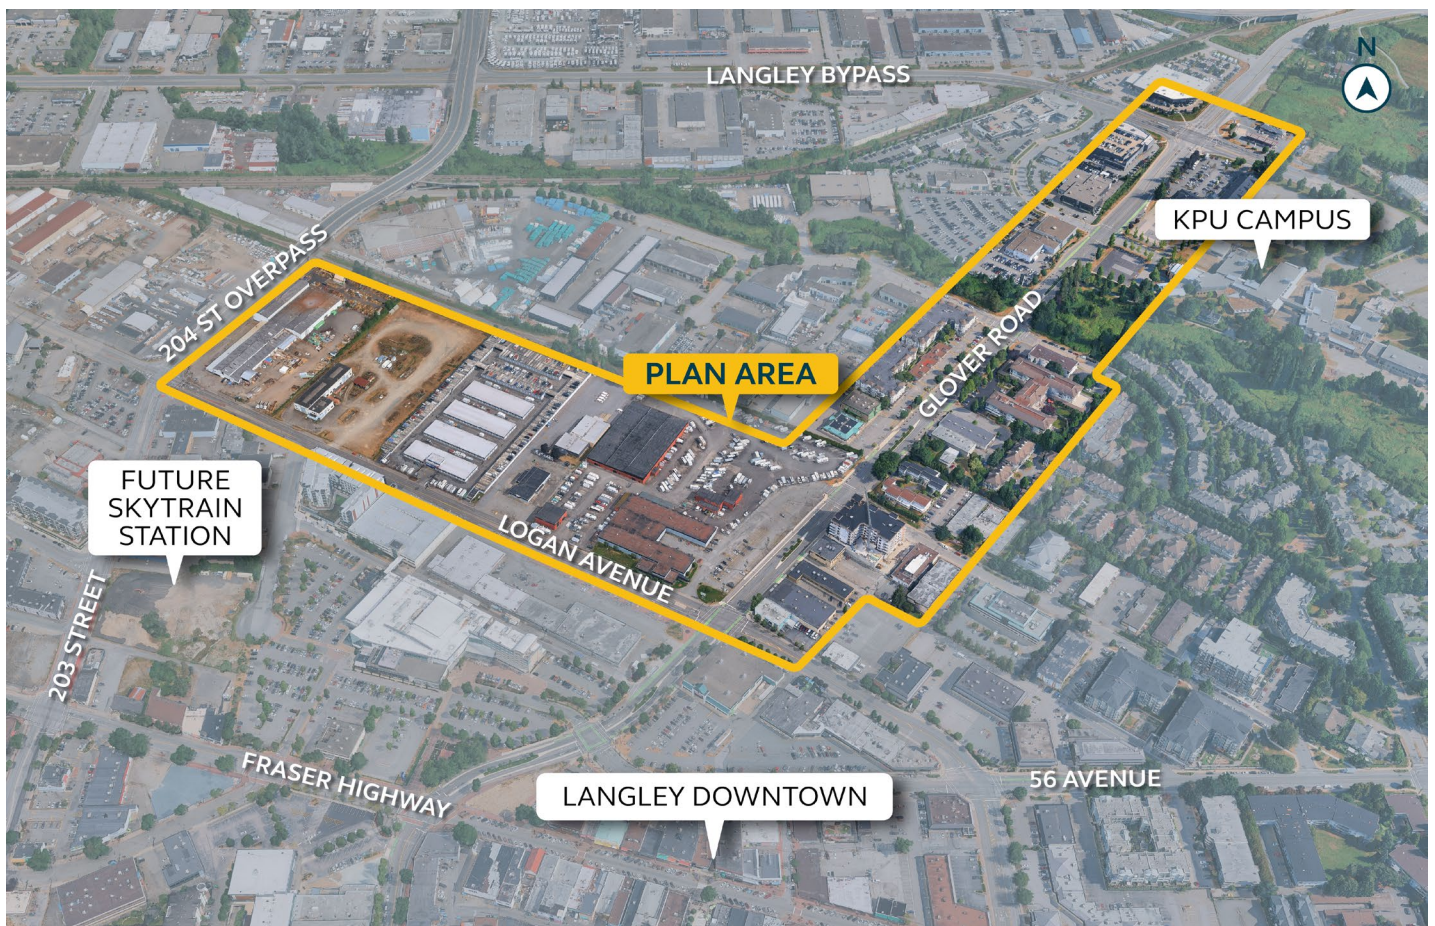 N
LANGLEY BYPASS
KPU CAMPUS
204 ST OVERPASS
GLOVER ROAD
PLAN AREA
FUTURE
SKYTRAIN
STATION
LOGAN AVENUE
203 STREET
FRASER HIGHWAY
56 AVENUE
LANGLEY DOWNTOWN